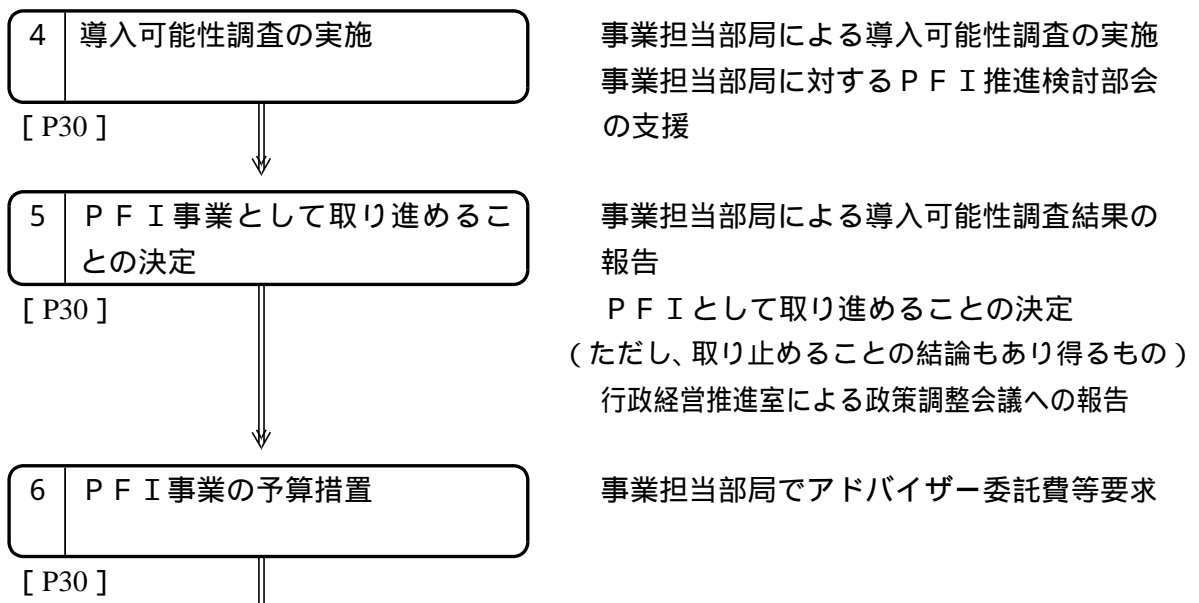 4 導入可能性調査の実施
事業担当部局による導入可能性調査の実施
事業担当部局に対するＰＦＩ推進検討部会
の支援
[ P30 ]
5 ＰＦＩ事業として取り進めるこ
との決定
事業担当部局による導入可能性調査結果の
報告
[ P30 ]
ＰＦＩとして取り進めることの決定
（ただし、取り止めることの結論もあり得るもの）
行政経営推進室による政策調整会議への報告
6 ＰＦＩ事業の予算措置
事業担当部局でアドバイザー委託費等要求
[ P30 ]